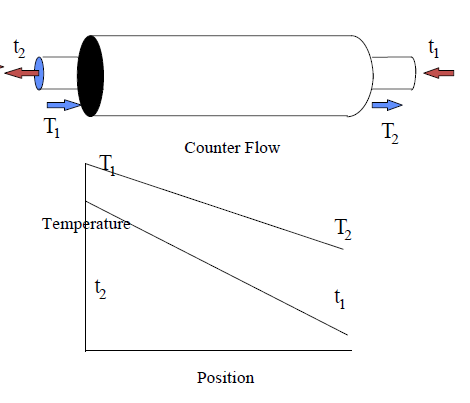 t2
t1
T1
T2
Counter Flow
T1
Temperature
T2
t2
t1
Position